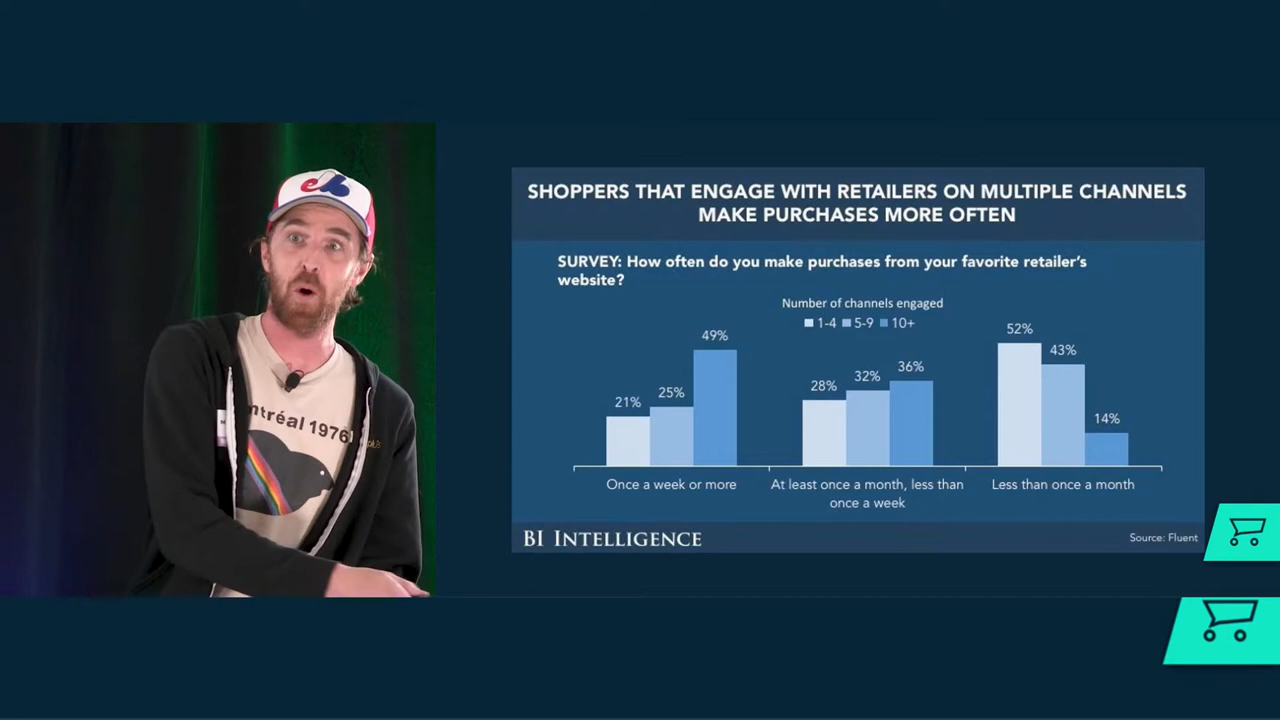 eb
ntréal 1976
SHOPPERS THAT ENGAGE WITH RETAILERS ON MULTIPLE CHANNELS
MAKE PURCHASES MORE OFTEN
SURVEY: How often do you make purchases from your favorite retailer's
website?
Number of channels engaged
1-4 5-9 10+
21% 25% 49%
28% 32% 36%
52% 43% 14%
Once a week or more
At least once a month, less than
once a week
Less than once a month
BI INTELLIGENCE
Source: Fluent